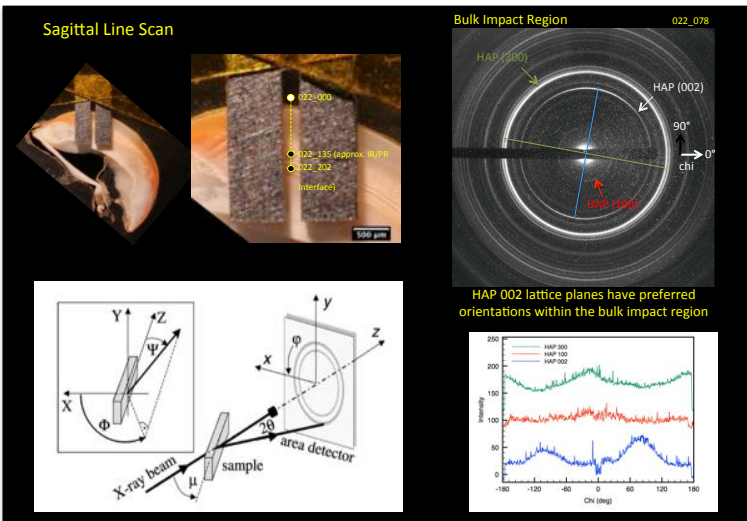 Sagittal Line Scan
022_000
022_135 (approx. IR/PR
022_202
Interface)
500 μm
Bulk Impact Region
022_078
HAP (300)
HAP (002)
90°
0°
chi
HAP (100)
HAP 002 lattice planes have preferred
orientations within the bulk impact region
Y
Z
Ψ
X
Φ
y
z
φ
x
2θ
area detector
sample
X-ray beam
μ
250
200
150
100
50
0
Intensity
HAP 300
HAP 100
HAP 002
-180
-120
-60
0
60
120
180
Chi (deg)